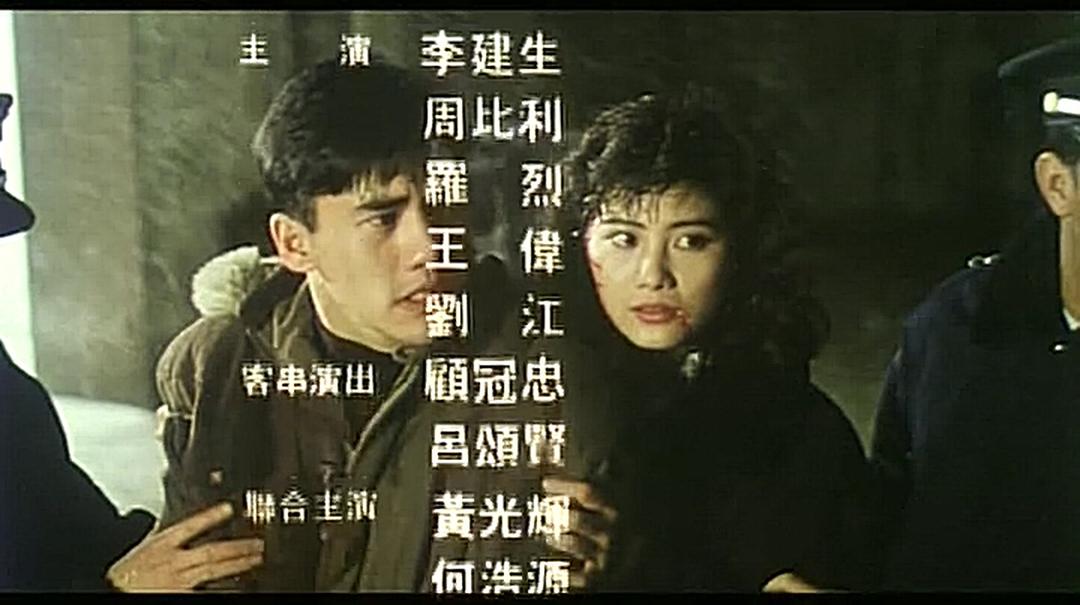 主演 李建生
周比利
羅烈
王偉
劉江
客串演出 顧冠忠
呂頌賢
聯合主演 黃光輝
何浩源